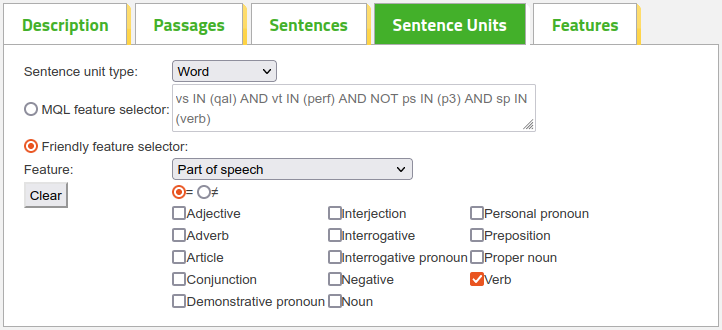 Description Passages Sentences Sentence Units Features
Sentence unit type: Word
MQL feature selector: vs IN (qal) AND vt IN (perf) AND NOT ps IN (p3) AND sp IN
(verb)
Friendly feature selector:
Feature: Part of speech
Clear = ≠
Adjective Interjection Personal pronoun
Adverb Interrogative Preposition
Article Interrogative pronoun Proper noun
Conjunction Negative Verb
Demonstrative pronoun Noun